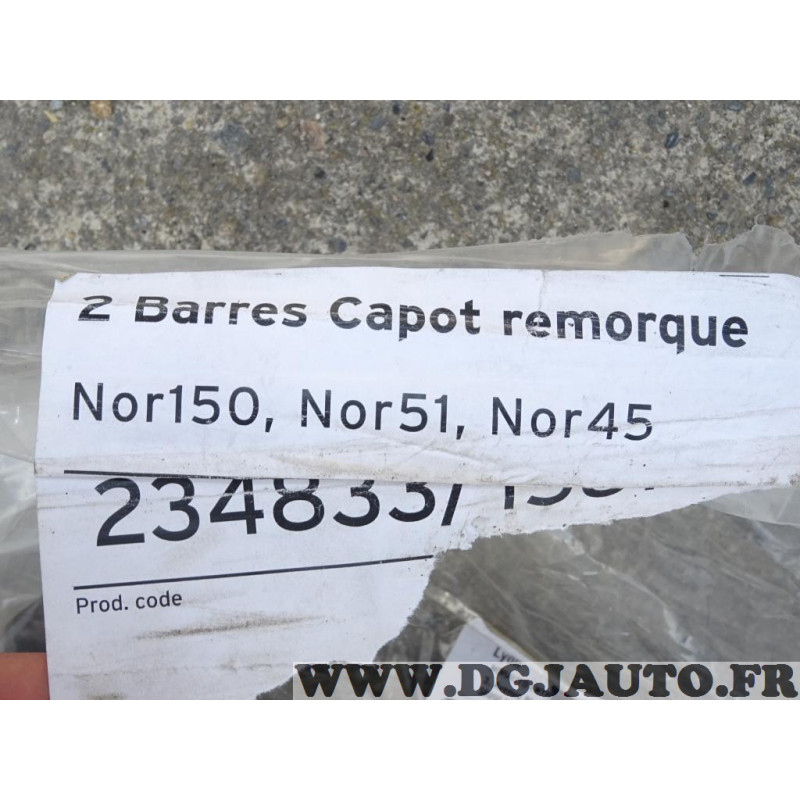 2 Barres Capot remorque
Nor150, Nor51, Nor45
234833/
Prod. code
WWW.DGJAUTO.FR